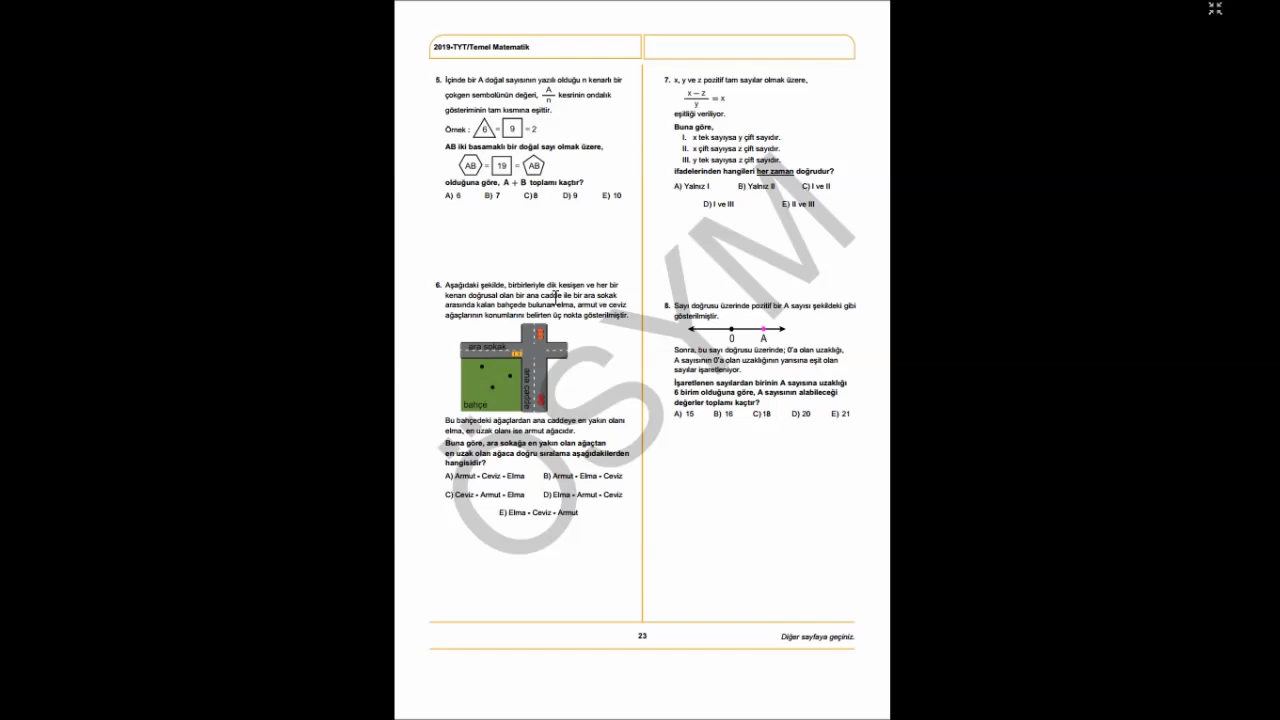 2019-TYT/Temel Matematik
5. İçinde bir A doğal sayısının yazılı olduğu n kenarlı bir
çokgen sembolünün değeri, A/n kesrinin ondalık
gösteriminin tam kısmına eşittir.
Örnek : 6 = 9 = 2
AB iki basamaklı bir doğal sayı olmak üzere,
AB = 19 = AB
olduğuna göre, A + B toplamı kaçtır?
A) 6 B) 7 C) 8 D) 9 E) 10
6. Aşağıdaki şekilde, birbirleriyle dik kesişen ve her bir
kenarı doğrusal olan bir ana cadde ile bir ara sokak
arasında kalan bahçede bulunan elma, armut ve ceviz
ağaçlarının konumlarını belirten üç nokta gösterilmiştir.
ara sokak
ana cadde
bahçe
Bu bahçedeki ağaçlardan ana caddeye en yakın olanı
elma, en uzak olanı ise armut ağacıdır.
Buna göre, ara sokağa en yakın olan ağaçtan
en uzak olan ağaca doğru sıralama aşağıdakilerden
hangisidir?
A) Armut - Ceviz - Elma B) Armut - Elma - Ceviz
C) Ceviz - Armut - Elma D) Elma - Armut - Ceviz
E) Elma - Ceviz - Armut
7. x, y ve z pozitif tam sayılar olmak üzere,
x – z
/y = x
eşitliği veriliyor.
Buna göre,
I. x tek sayıysa y çift sayıdır.
II. x çift sayıysa z çift sayıdır.
III. y tek sayıysa z çift sayıdır.
ifadelerinden hangileri her zaman doğrudur?
A) Yalnız I B) Yalnız II C) I ve II
D) I ve III E) II ve III
8. Sayı doğrusu üzerinde pozitif bir A sayısı şekildeki gibi
gösterilmiştir.
0 A
Sonra, bu sayı doğrusu üzerinde; 0'a olan uzaklığı,
A sayısının 0'a olan uzaklığının yarısına eşit olan
sayılar işaretleniyor.
İşaretlenen sayılardan birinin A sayısına uzaklığı
6 birim olduğuna göre, A sayısının alabileceği
değerler toplamı kaçtır?
A) 15 B) 16 C) 18 D) 20 E) 21
ÖSYM
23
Diğer sayfaya geçiniz.